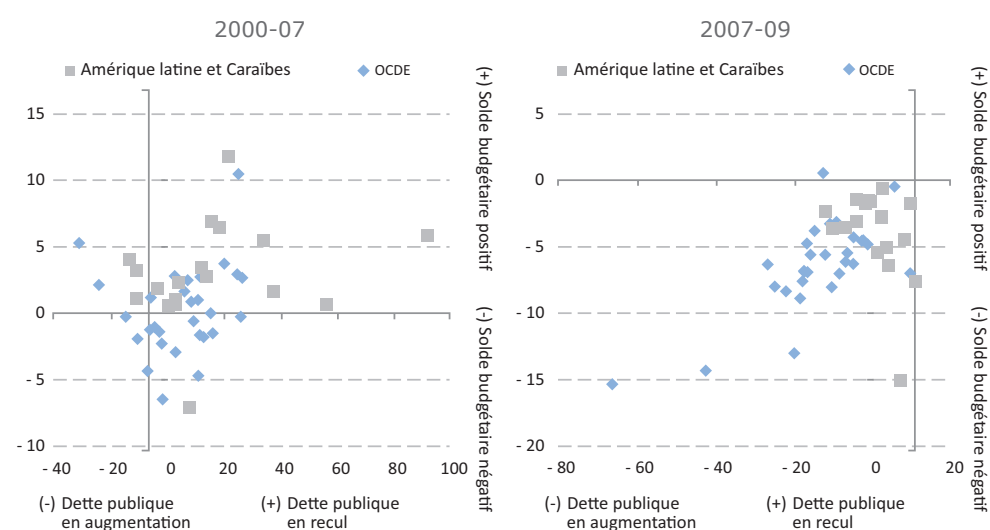 2000-07
Amérique latine et Caraïbes
OCDE
15
10
5
0
- 5
- 10
- 40
- 20
0
20
40
60
80
100
(-) Dette publique
en augmentation
(+) Dette publique
en recul
(+) Solde budgétaire positif
(-) Solde budgétaire négatif
2007-09
Amérique latine et Caraïbes
OCDE
5
0
- 5
- 10
- 15
- 20
- 80
- 60
- 40
- 20
0
20
(-) Dette publique
en augmentation
(+) Dette publique
en recul
(+) Solde budgétaire positif
(-) Solde budgétaire négatif